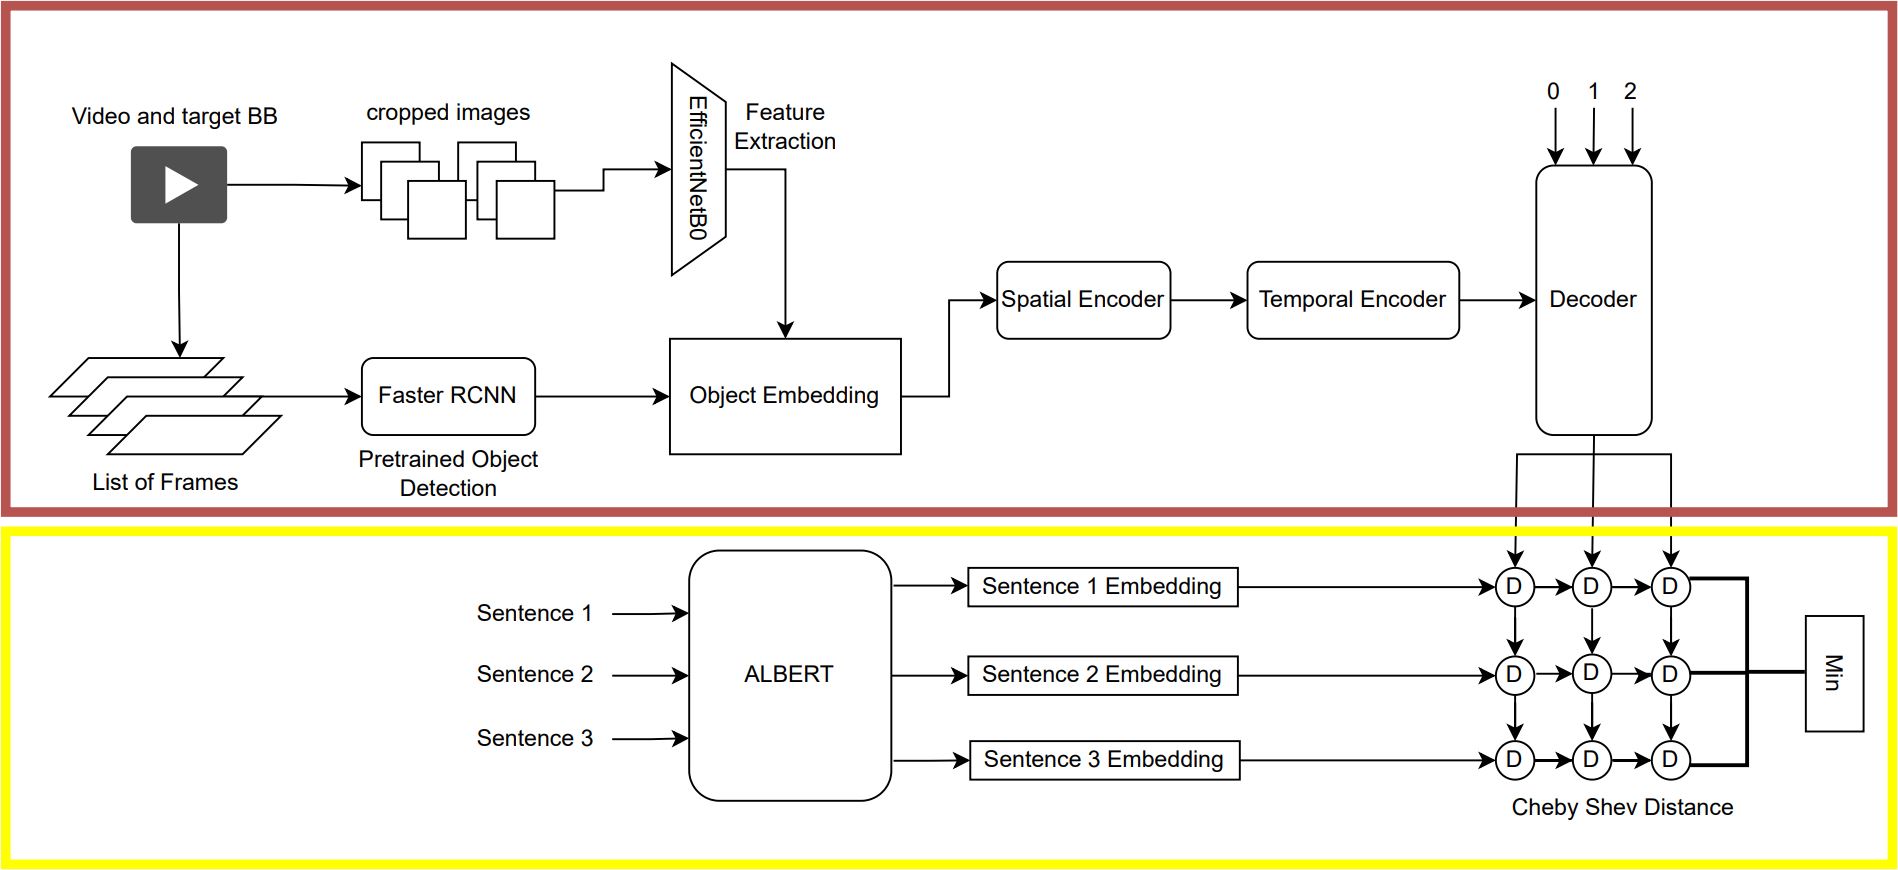 Video and target BB
cropped images
EfficientNetB0
Feature
Extraction
0 1 2
Spatial Encoder
Temporal Encoder
Decoder
Faster RCNN
Object Embedding
Pretrained Object
Detection
List of Frames
Sentence 1
Sentence 2
Sentence 3
ALBERT
Sentence 1 Embedding
Sentence 2 Embedding
Sentence 3 Embedding
D D D
D D D
D D D
Min
Cheby Shev Distance